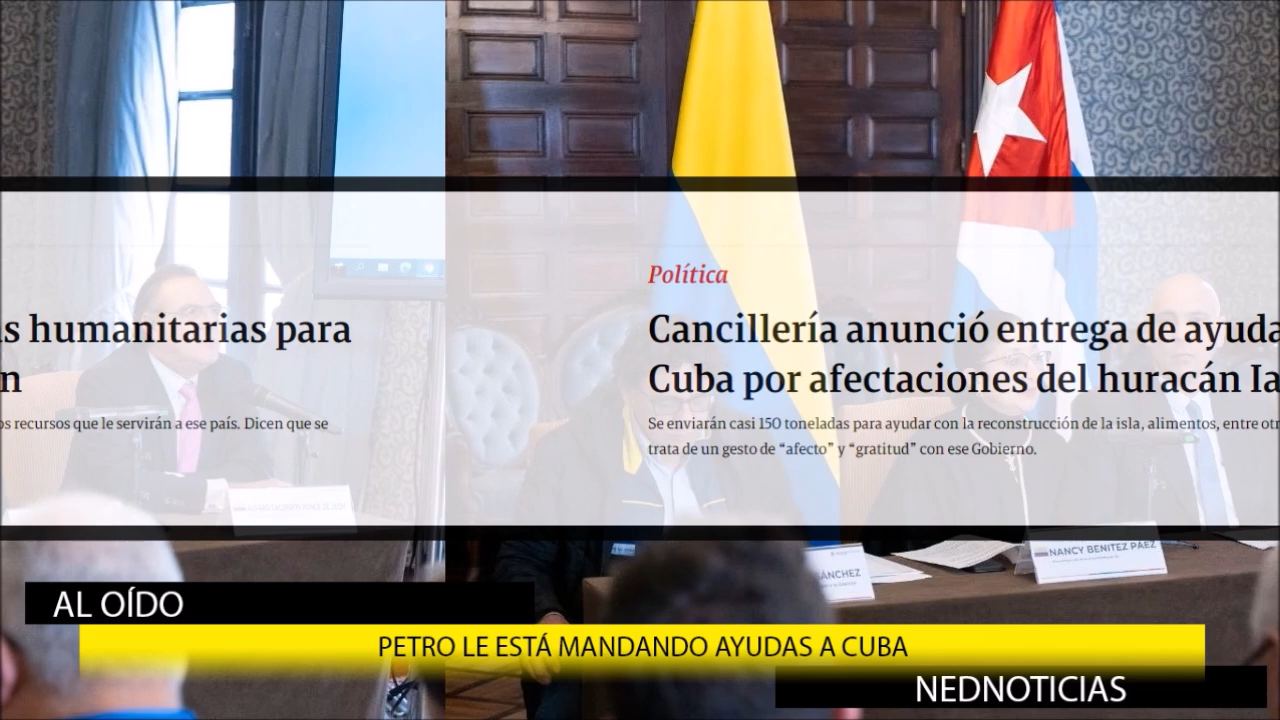 s humanitarias para
n
os recursos que le servirán a ese país. Dicen que se
Política
Cancillería anunció entrega de ayuda
Cuba por afectaciones del huracán Ia
Se enviarán casi 150 toneladas para ayudar con la reconstrucción de la isla, alimentos, entre otr
trata de un gesto de “afecto” y “gratitud” con ese Gobierno.
ÁNCHEZ
NANCY BENITEZ PAEZ
AL OÍDO
PETRO LE ESTÁ MANDANDO AYUDAS A CUBA
NEDNOTICIAS